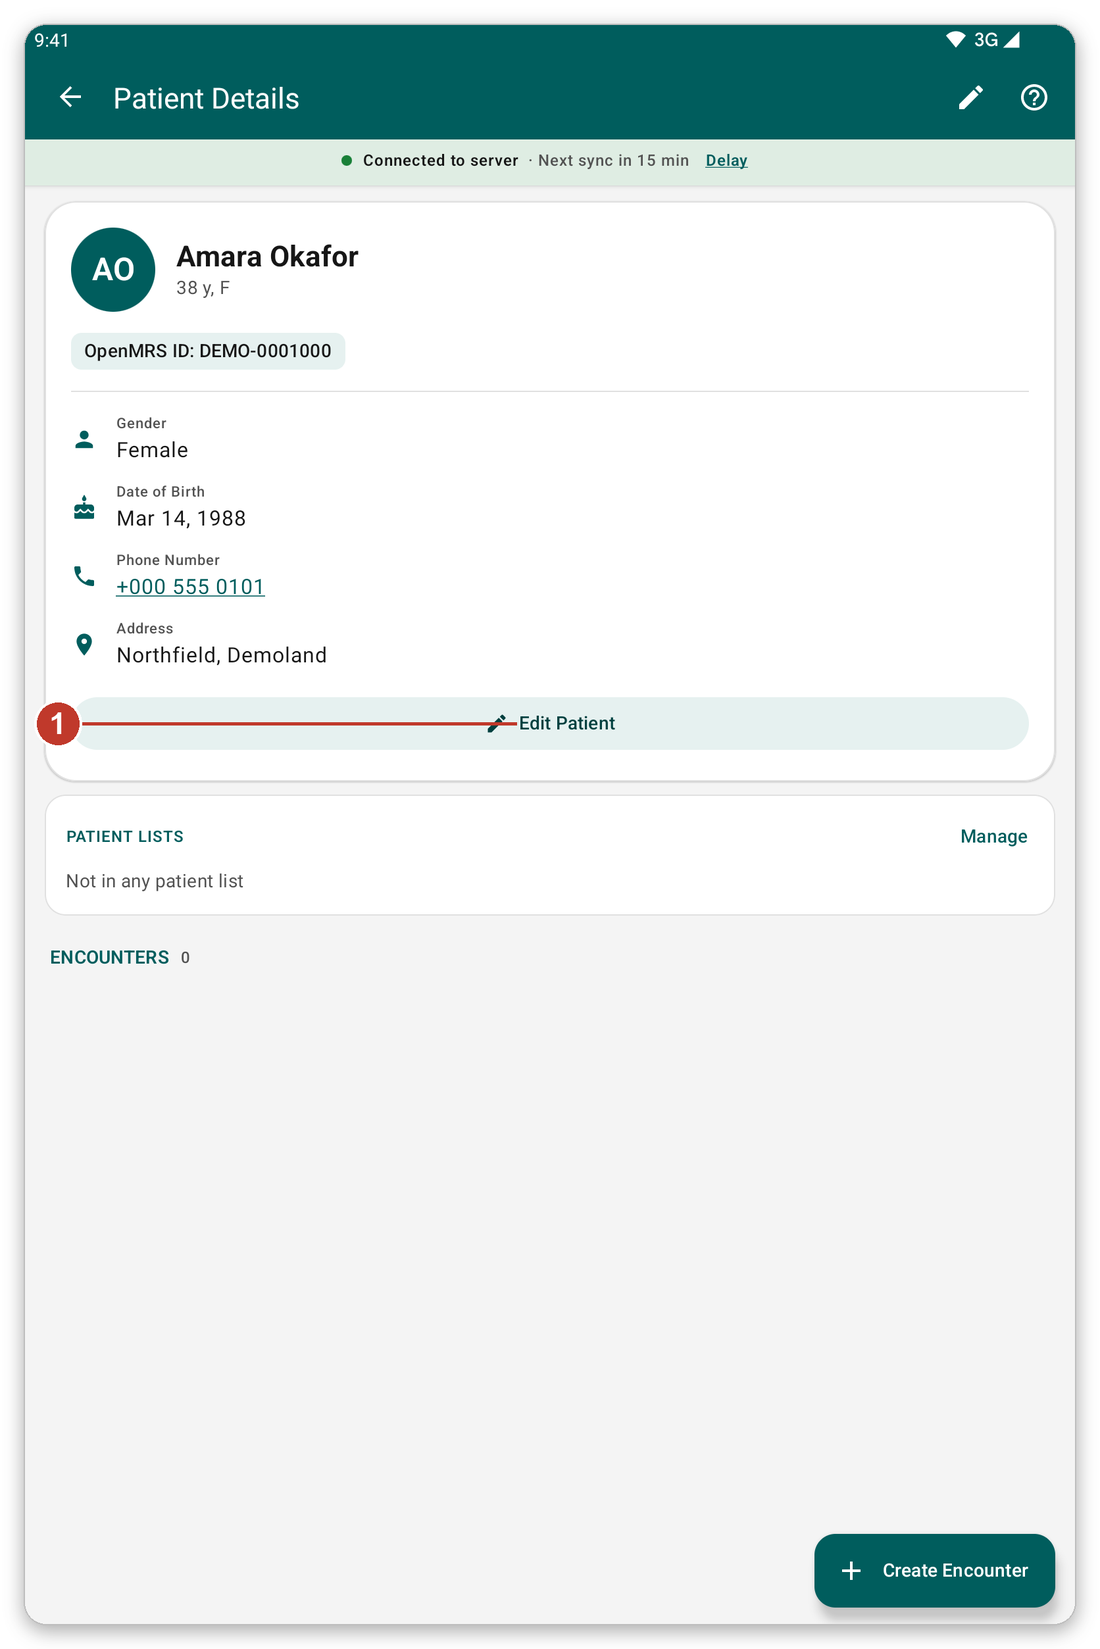 9:41
3G
Patient Details
Connected to server · Next sync in 15 min Delay
AO
Amara Okafor
38 y, F
OpenMRS ID: DEMO-0001000
Gender
Female
Date of Birth
Mar 14, 1988
Phone Number
+000 555 0101
Address
Northfield, Demoland
1
Edit Patient
PATIENT LISTS
Manage
Not in any patient list
ENCOUNTERS 0
Create Encounter